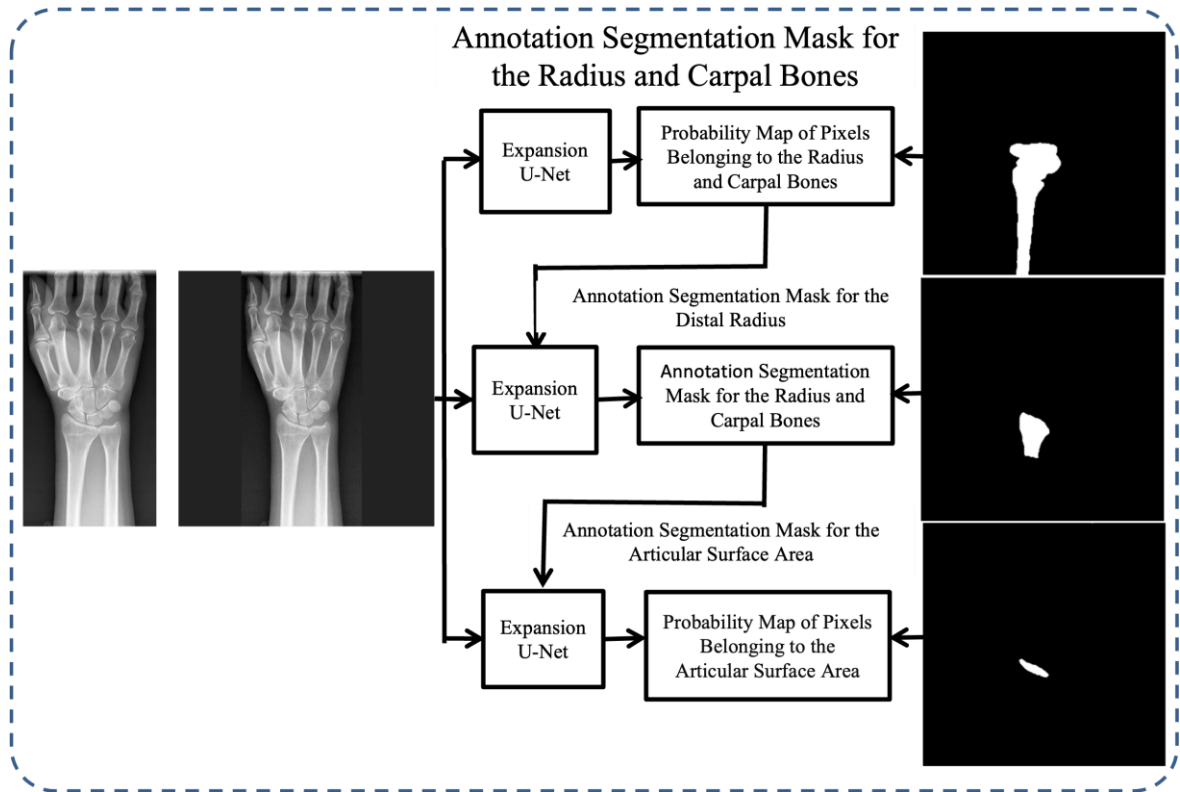 Annotation Segmentation Mask for
the Radius and Carpal Bones
Expansion
U-Net
Probability Map of Pixels
Belonging to the Radius
and Carpal Bones
Annotation Segmentation Mask for the
Distal Radius
Expansion
U-Net
Annotation Segmentation
Mask for the Radius and
Carpal Bones
Annotation Segmentation Mask for the
Articular Surface Area
Expansion
U-Net
Probability Map of Pixels
Belonging to the
Articular Surface Area